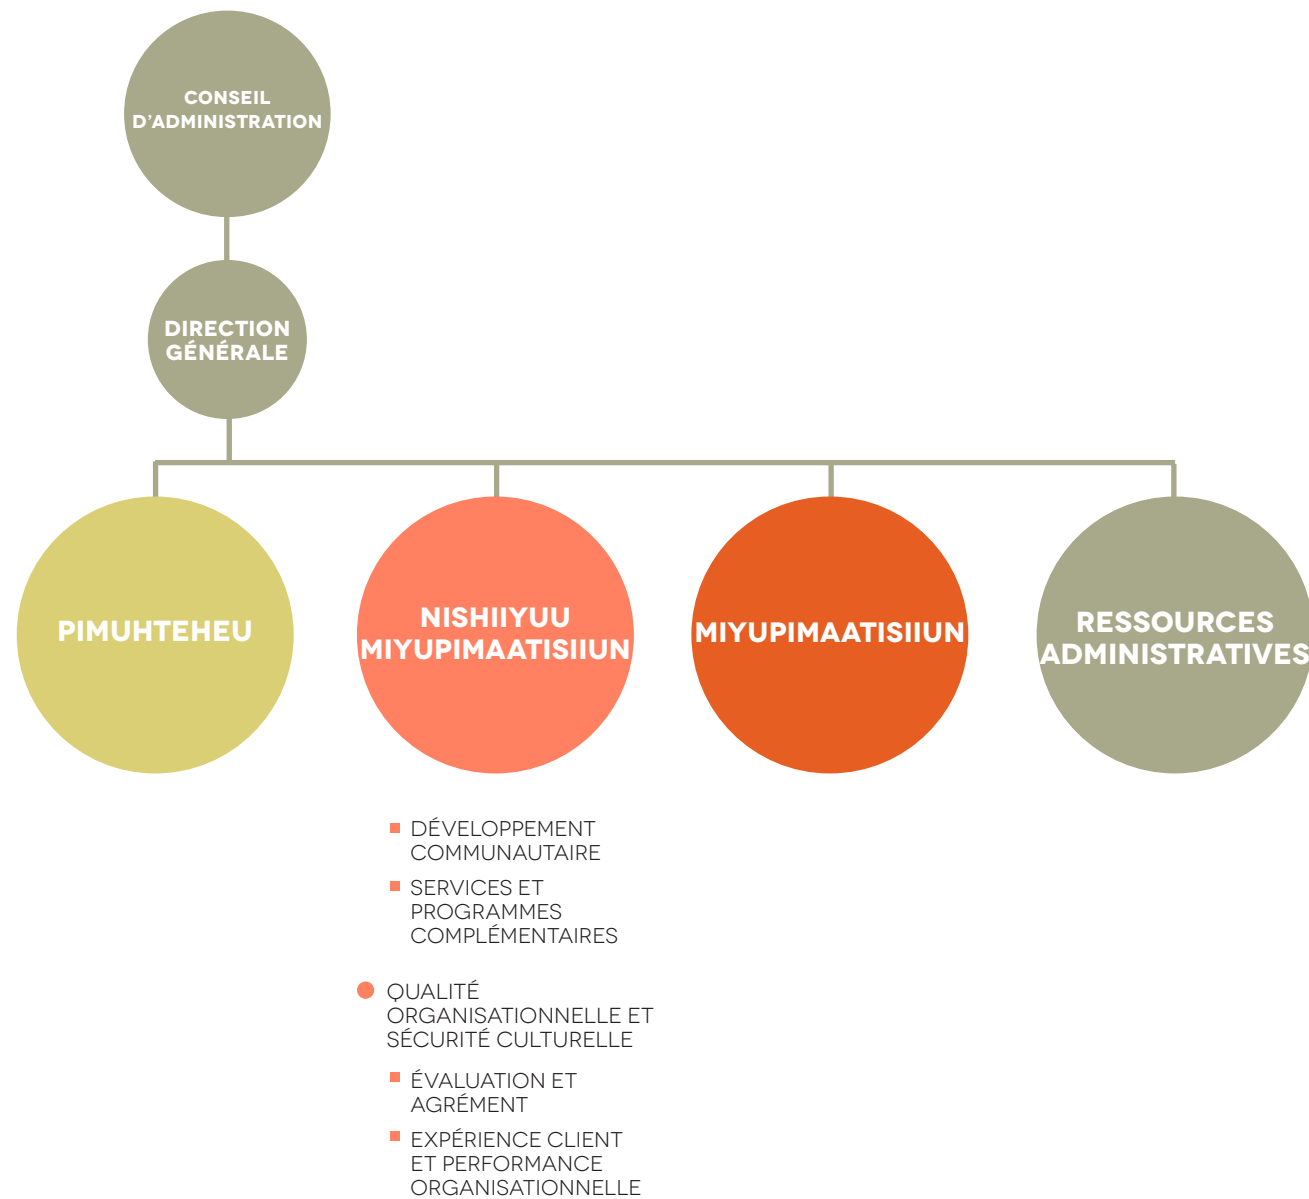 CONSEIL
D'ADMINISTRATION
DIRECTION
GÉNÉRALE
PIMUHTEHEU
NISHIIYUU
MIYUPIMAATISIIUN
MIYUPIMAATISIIUN
RESSOURCES
ADMINISTRATIVES
DÉVELOPPEMENT
COMMUNAUTAIRE
SERVICES ET
PROGRAMMES
COMPLÉMENTAIRES
QUALITÉ
ORGANISATIONNELLE ET
SÉCURITÉ CULTURELLE
ÉVALUATION ET
AGRÉMENT
EXPÉRIENCE CLIENT
ET PERFORMANCE
ORGANISATIONNELLE